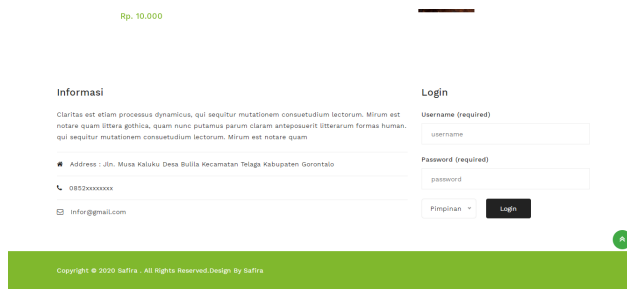 Rp. 10.000
Informasi
Claritas est etiam processus dynamicus, qui sequitur mutationem consuetudium lectorum. Mirum est
notare quam littera gothica, quam nunc putamus parum claram anteposuerit litterarum formas human.
qui sequitur mutationem consuetudium lectorum. Mirum est notare quam
Address : Jln. Musa Kaluku Desa Bulila Kecamatan Telaga Kabupaten Gorontalo
0852xxxxxxxx
Infor@gmail.com
Login
Username (required)
username
Password (required)
password
Pimpinan
Login
Copyright © 2020 Safira . All Rights Reserved.Design By Safira